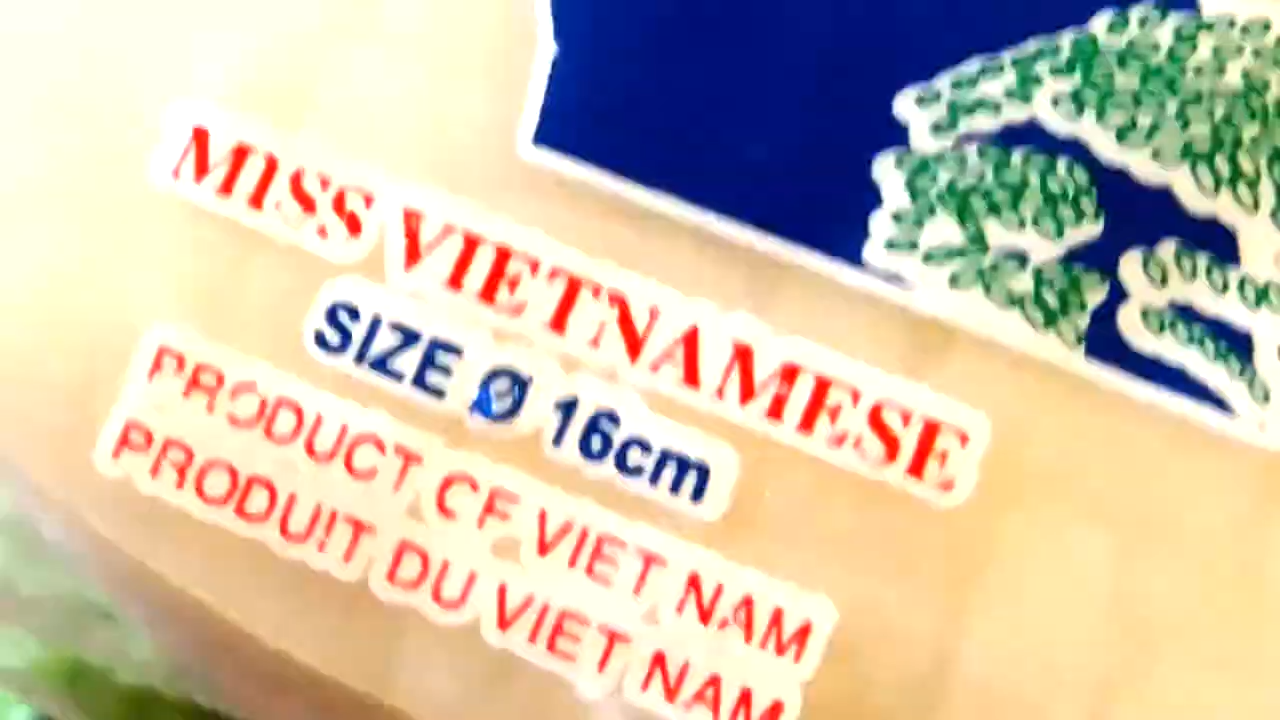 MISS VIETNAMESE
SIZE Ø 16cm
PRODUCT OF VIET NAM
PRODUIT DU VIET NAM